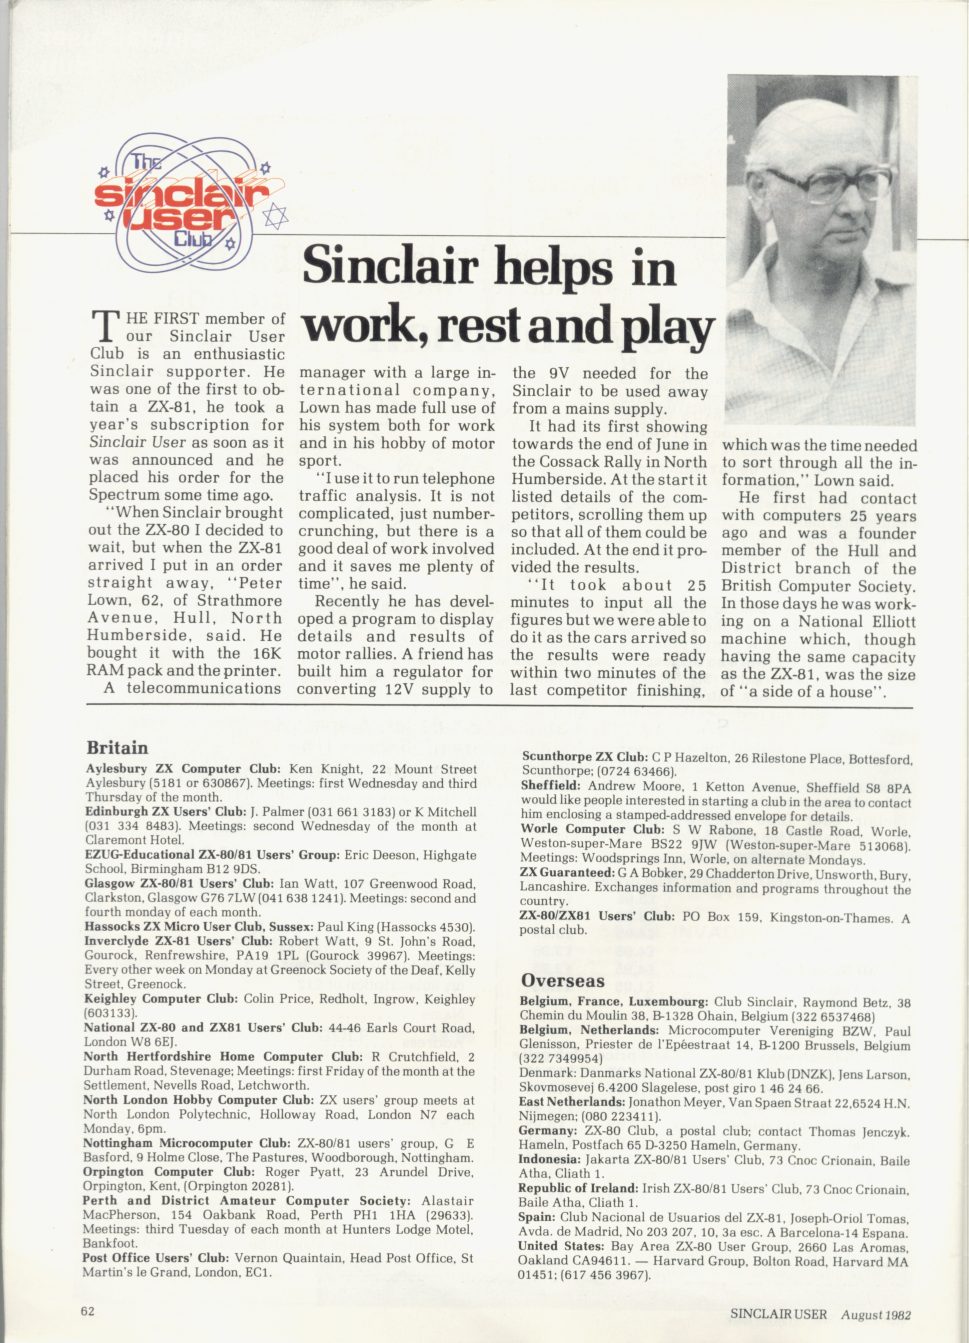 The
sinclair
user
Club
Sinclair helps in
work, rest and play
THE FIRST member of
our Sinclair User
Club is an enthusiastic
Sinclair supporter. He
was one of the first to ob-
tain a ZX-81, he took a
year's subscription for
Sinclair User as soon as it
was announced and he
placed his order for the
Spectrum some time ago.
"When Sinclair brought
out the ZX-80 I decided to
wait, but when the ZX-81
arrived I put in an order
straight away, "Peter
Lown, 62, of Strathmore
Avenue, Hull, North
Humberside, said. He
bought it with the 16K
RAM pack and the printer.
A telecommunications
manager with a large in-
ternational company,
Lown has made full use of
his system both for work
and in his hobby of motor
sport.
"I use it to run telephone
traffic analysis. It is not
complicated, just number-
crunching, but there is a
good deal of work involved
and it saves me plenty of
time", he said.
Recently he has devel-
oped a program to display
details and results of
motor rallies. A friend has
built him a regulator for
converting 12V supply to
the 9V needed for the
Sinclair to be used away
from a mains supply.
It had its first showing
towards the end of June in
the Cossack Rally in North
Humberside. At the start it
listed details of the com-
petitors, scrolling them up
so that all of them could be
included. At the end it pro-
vided the results.
"It took about 25
minutes to input all the
figures but we were able to
do it as the cars arrived so
the results were ready
within two minutes of the
last competitor finishing,
which was the time needed
to sort through all the in-
formation," Lown said.
He first had contact
with computers 25 years
ago and was a founder
member of the Hull and
District branch of the
British Computer Society.
In those days he was work-
ing on a National Elliott
machine which, though
having the same capacity
as the ZX-81, was the size
of "a side of a house".
Britain
Aylesbury ZX Computer Club: Ken Knight, 22 Mount Street
Aylesbury (5181 or 630867). Meetings: first Wednesday and third
Thursday of the month.
Edinburgh ZX Users' Club: J. Palmer (031 661 3183) or K Mitchell
(031 334 8483). Meetings: second Wednesday of the month at
Claremont Hotel.
EZUG-Educational ZX-80/81 Users' Group: Eric Deeson, Highgate
School, Birmingham B12 9DS.
Glasgow ZX-80/81 Users' Club: Ian Watt, 107 Greenwood Road,
Clarkston, Glasgow G76 7LW (041 638 1241). Meetings: second and
fourth monday of each month.
Hassocks ZX Micro User Club, Sussex: Paul King (Hassocks 4530).
Inverclyde ZX-81 Users' Club: Robert Watt, 9 St. John's Road,
Gourock, Renfrewshire, PA19 1PL (Gourock 39967). Meetings:
Every other week on Monday at Greenock Society of the Deaf, Kelly
Street, Greenock.
Keighley Computer Club: Colin Price, Redholt, Ingrow, Keighley
(603133).
National ZX-80 and ZX81 Users' Club: 44-46 Earls Court Road,
London W8 6EJ.
North Hertfordshire Home Computer Club: R Crutchfield, 2
Durham Road, Stevenage; Meetings: first Friday of the month at the
Settlement, Nevells Road, Letchworth.
North London Hobby Computer Club: ZX users' group meets at
North London Polytechnic, Holloway Road, London N7 each
Monday, 6pm.
Nottingham Microcomputer Club: ZX-80/81 users' group, G E
Basford, 9 Holme Close, The Pastures, Woodborough, Nottingham.
Orpington Computer Club: Roger Pyatt, 23 Arundel Drive,
Orpington, Kent, (Orpington 20281).
Perth and District Amateur Computer Society: Alastair
MacPherson, 154 Oakbank Road, Perth PH1 1HA (29633).
Meetings: third Tuesday of each month at Hunters Lodge Motel,
Bankfoot.
Post Office Users' Club: Vernon Quaintain, Head Post Office, St
Martin's le Grand, London, EC1.
Scunthorpe ZX Club: C P Hazelton, 26 Rilestone Place, Bottesford,
Scunthorpe; (0724 63466).
Sheffield: Andrew Moore, 1 Ketton Avenue, Sheffield S8 8PA
would like people interested in starting a club in the area to contact
him enclosing a stamped-addressed envelope for details.
Worle Computer Club: S W Rabone, 18 Castle Road, Worle,
Weston-super-Mare BS22 9JW (Weston-super-Mare 513068).
Meetings: Woodsprings Inn, Worle, on alternate Mondays.
ZX Guaranteed: G A Bobker, 29 Chadderton Drive, Unsworth, Bury,
Lancashire. Exchanges information and programs throughout the
country.
ZX-80/ZX81 Users' Club: PO Box 159, Kingston-on-Thames. A
postal club.
Overseas
Belgium, France, Luxembourg: Club Sinclair, Raymond Betz, 38
Chemin du Moulin 38, B-1328 Ohain, Belgium (322 6537468)
Belgium, Netherlands: Microcomputer Vereniging BZW, Paul
Glenisson, Priester de l'Epéestraat 14, B-1200 Brussels, Belgium
(322 7349954)
Denmark: Danmarks National ZX-80/81 Klub (DNZK), Jens Larson,
Skovmosevej 6.4200 Slagelese, post giro 1 46 24 66.
East Netherlands: Jonathon Meyer, Van Spaen Straat 22,6524 H.N.
Nijmegen; (080 223411).
Germany: ZX-80 Club, a postal club; contact Thomas Jenczyk.
Hameln, Postfach 65 D-3250 Hameln, Germany.
Indonesia: Jakarta ZX-80/81 Users' Club, 73 Cnoc Crionain, Baile
Atha, Cliath 1.
Republic of Ireland: Irish ZX-80/81 Users' Club, 73 Cnoc Crionain,
Baile Atha, Cliath 1.
Spain: Club Nacional de Usuarios del ZX-81, Joseph-Oriol Tomas,
Avda. de Madrid, No 203 207, 10, 3a esc. A Barcelona-14 Espana.
United States: Bay Area ZX-80 User Group, 2660 Las Aromas,
Oakland CA94611. — Harvard Group, Bolton Road, Harvard MA
01451; (617 456 3967).
62
SINCLAIR USER August 1982